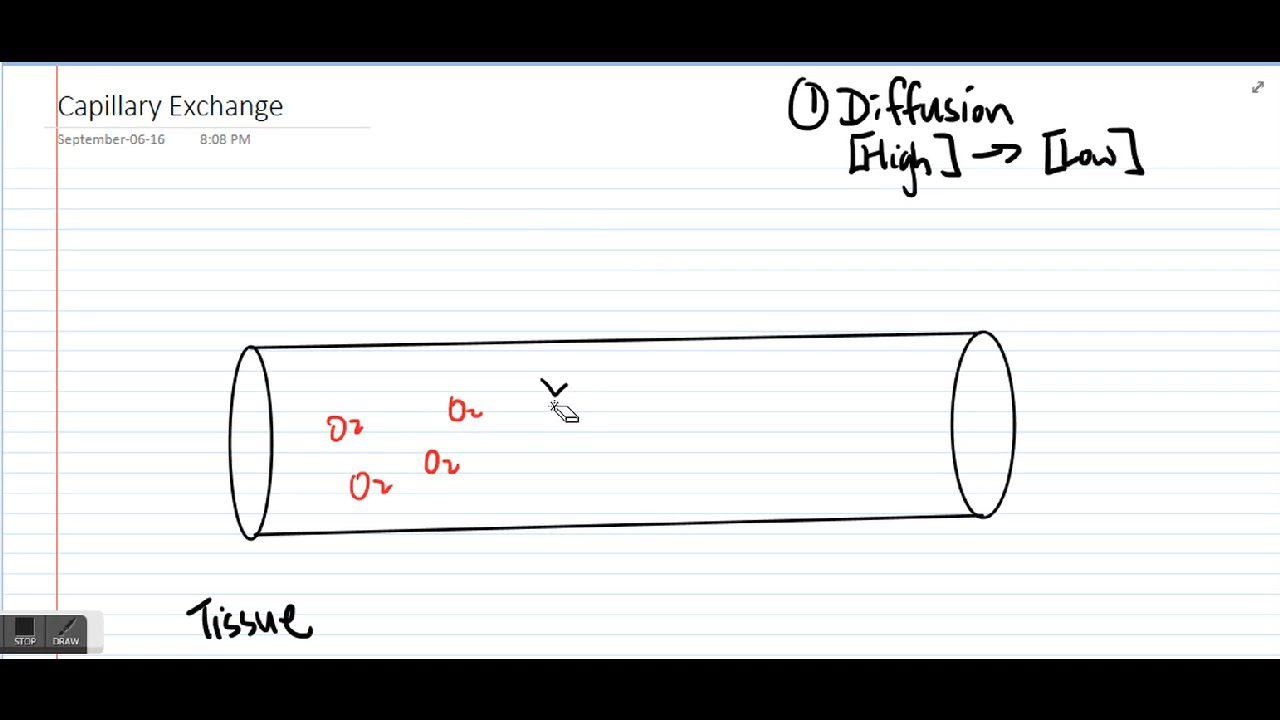 Capillary Exchange
September-06-16 8:08 PM
① Diffusion
[High] → [Low]
O2
O2
O2
O2
Tissue
STOP DRAW